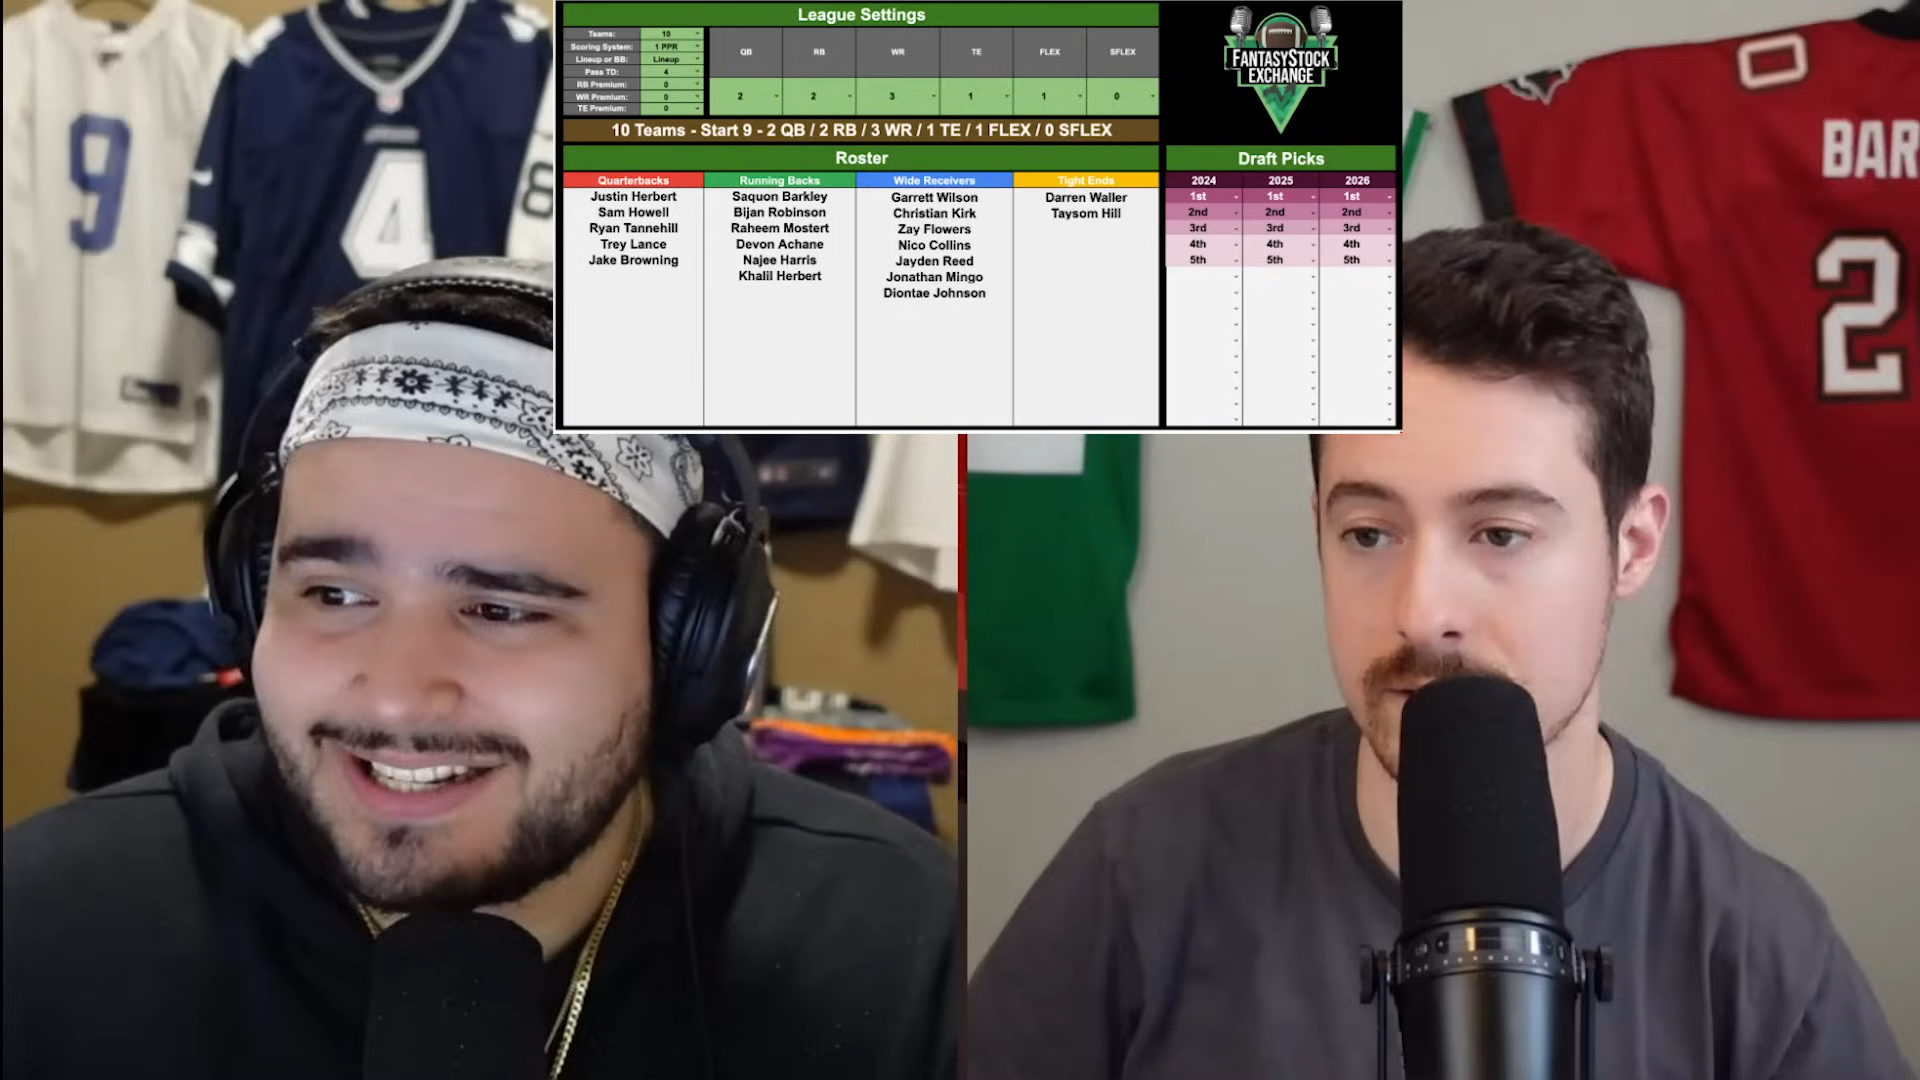 League Settings
Teams: 10
Scoring System: 1 PPR
Lineup or BB: Lineup
Pass TD: 4
RB Premium: 0
WR Premium: 0
TE Premium: 0
QB RB WR TE FLEX SFLEX
2 2 3 1 1 0
10 Teams - Start 9 - 2 QB / 2 RB / 3 WR / 1 TE / 1 FLEX / 0 SFLEX
FANTASYSTOCK
EXCHANGE
Roster
Quarterbacks Running Backs Wide Receivers Tight Ends
Justin Herbert Saquon Barkley Garrett Wilson Darren Waller
Sam Howell Bijan Robinson Christian Kirk Taysom Hill
Ryan Tannehill Raheem Mostert Zay Flowers
Trey Lance Devon Achane Nico Collins
Jake Browning Najee Harris Jayden Reed
Khalil Herbert Jonathan Mingo
Diontae Johnson
Draft Picks
2024 2025 2026
1st 1st 1st
2nd 2nd 2nd
3rd 3rd 3rd
4th 4th 4th
5th 5th 5th
9
4
8
0
BAR
2